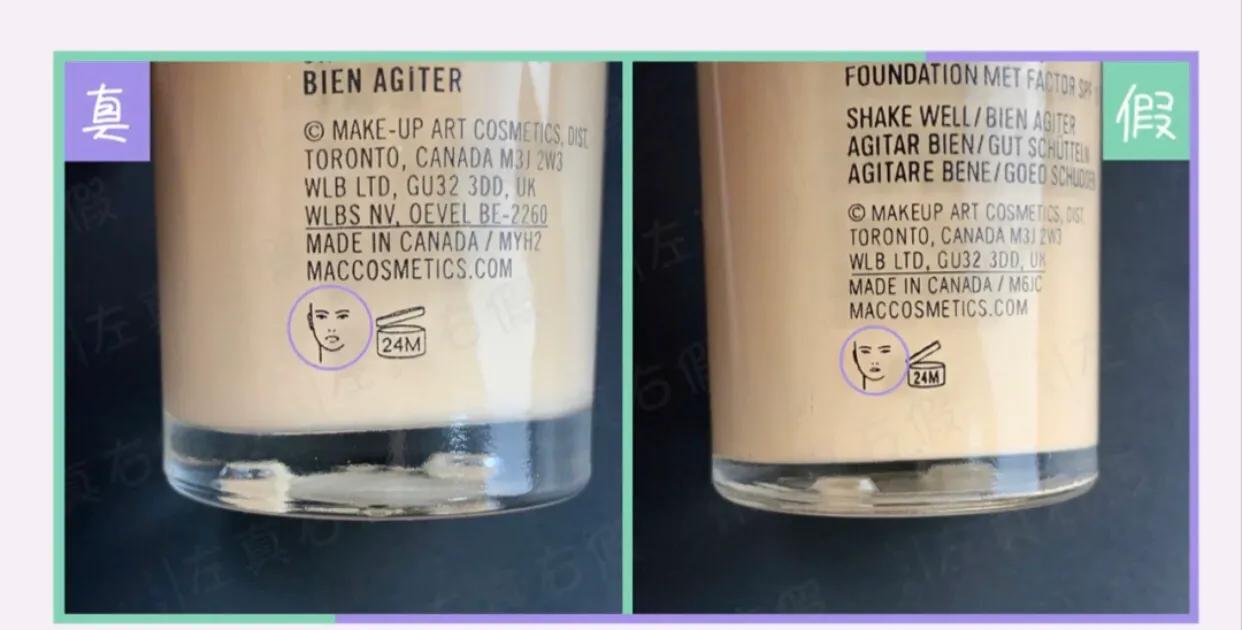 真
BIEN AGiTER
© MAKE-UP ART COSMETICS, DIST.
TORONTO, CANADA M3J 2W3
WLB LTD, GU32 3DD, UK
WLBS NV, OEVEL BE-2260
MADE IN CANADA / MYH2
MACCOSMETICS.COM
24M
假
FOUNDATION MET FACTOR SPF
SHAKE WELL/BIEN AGITER
AGITAR BIEN/GUT SCHÜTTELN
AGITARE BENE/GOED SCHUDDEN
© MAKEUP ART COSMETICS, DIST.
TORONTO, CANADA M3J 2W3
WLB LTD, GU32 3DD, UK
MADE IN CANADA / M6JC
MACCOSMETICS.COM
24M